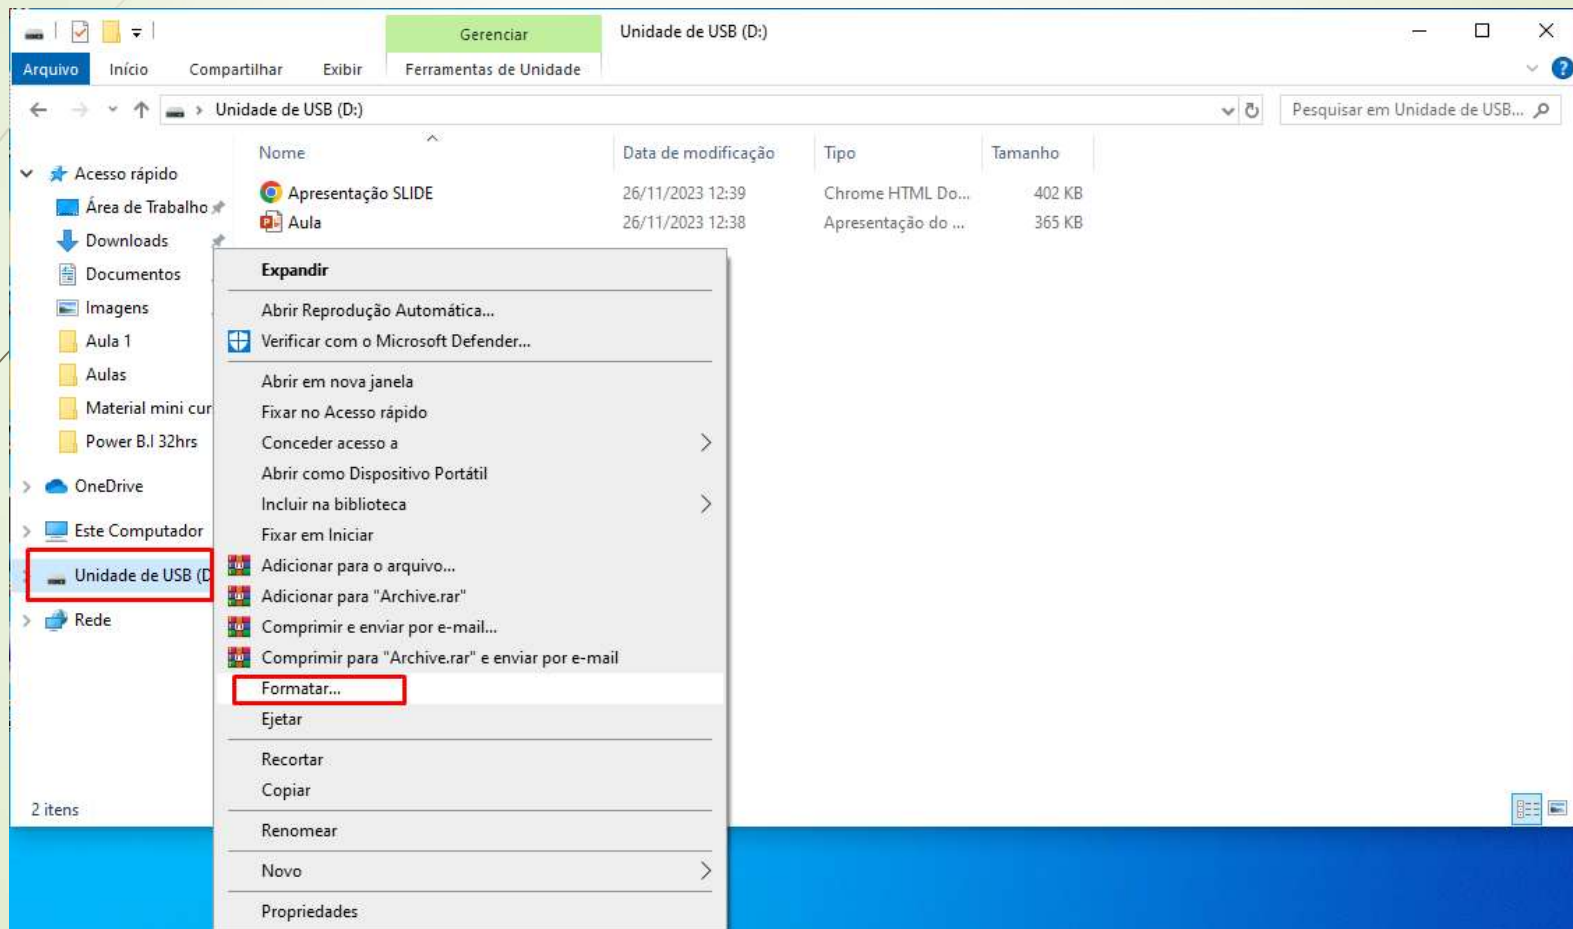 Gerenciar
Unidade de USB (D:)
Arquivo Início Compartilhar Exibir Ferramentas de Unidade
Unidade de USB (D:)
Pesquisar em Unidade de USB...
Nome Data de modificação Tipo Tamanho
Apresentação SLIDE 26/11/2023 12:39 Chrome HTML Do... 402 KB
Aula 26/11/2023 12:38 Apresentação do ... 365 KB
Acesso rápido
Área de Trabalho
Downloads
Documentos
Imagens
Aula 1
Aulas
Material mini cur
Power B.I 32hrs
OneDrive
Este Computador
Unidade de USB (D
Rede
Expandir
Abrir Reprodução Automática...
Verificar com o Microsoft Defender...
Abrir em nova janela
Fixar no Acesso rápido
Conceder acesso a
Abrir como Dispositivo Portátil
Incluir na biblioteca
Fixar em Iniciar
Adicionar para o arquivo...
Adicionar para "Archive.rar"
Comprimir e enviar por e-mail...
Comprimir para "Archive.rar" e enviar por e-mail
Formatar...
Ejetar
Recortar
Copiar
Renomear
Novo
Propriedades
2 itens